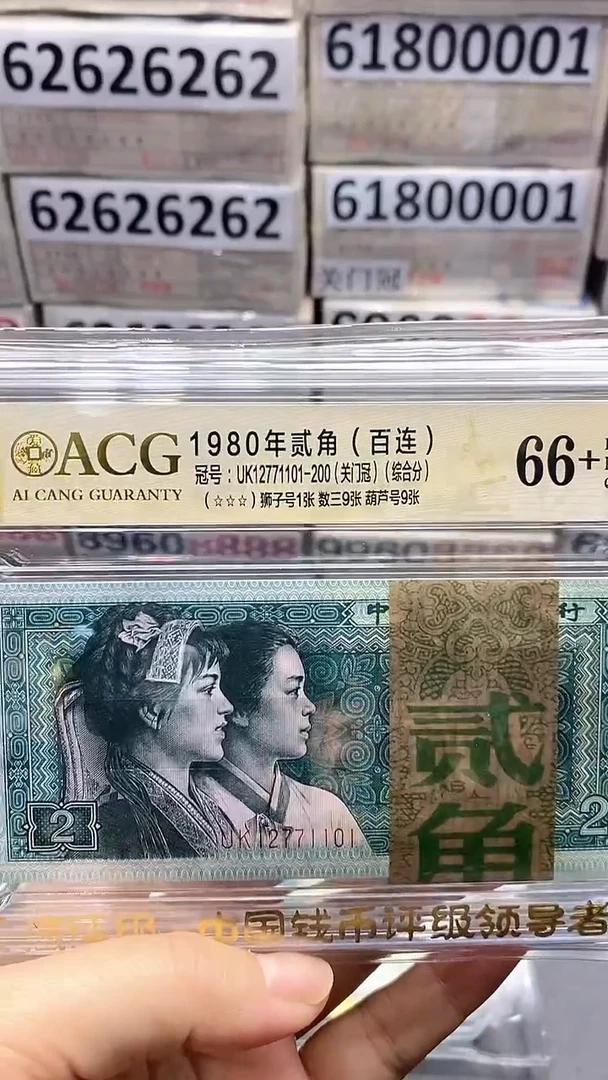 62626262
61800001
62626262
61800001
关门冠
ACG
AI CANG GUARANTY
1980年贰角（百连）
冠号：UK12771101-200（关门冠）（综合分）
（☆☆☆）狮子号1张 数三9张 葫芦号9张
66+
中
行
贰角
2
UK12771101
2
中国钱币评级领导者